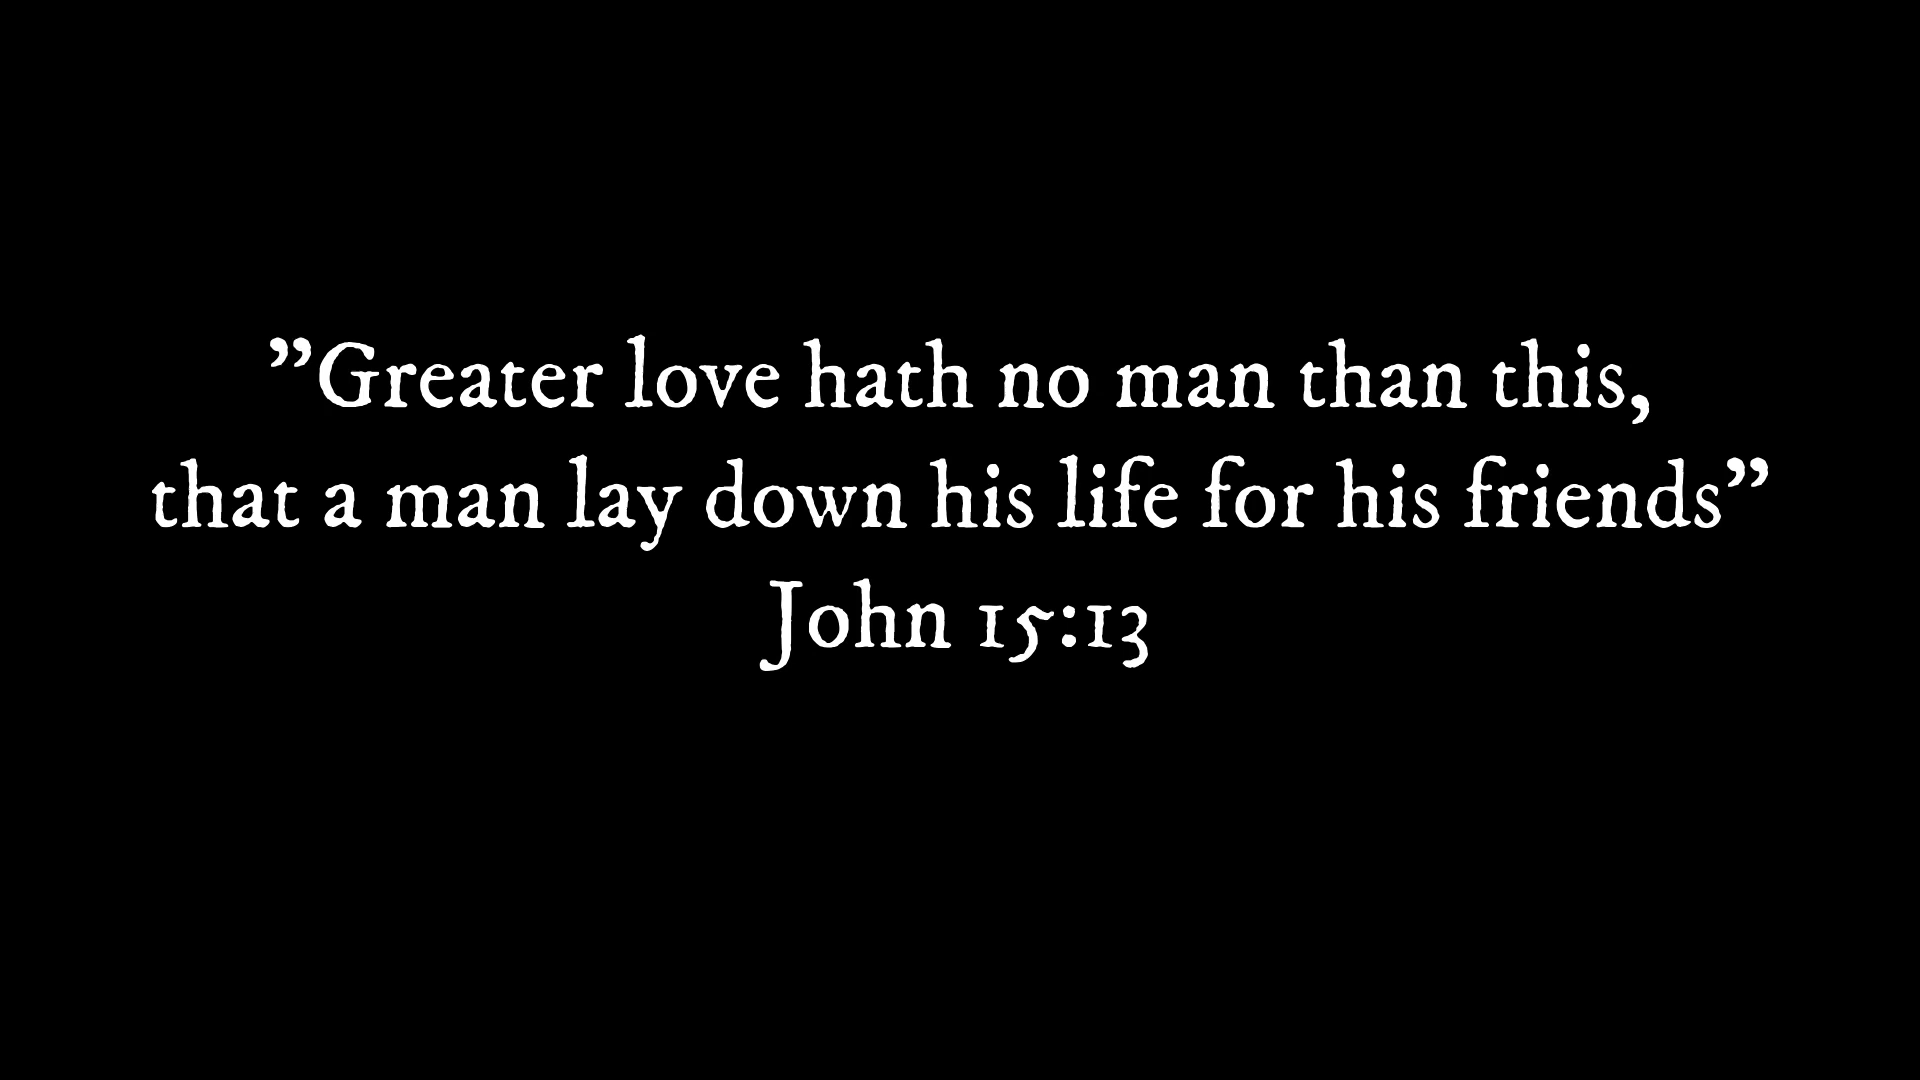 ”Greater love hath no man than this,
that a man lay down his life for his friends”
John 15:13